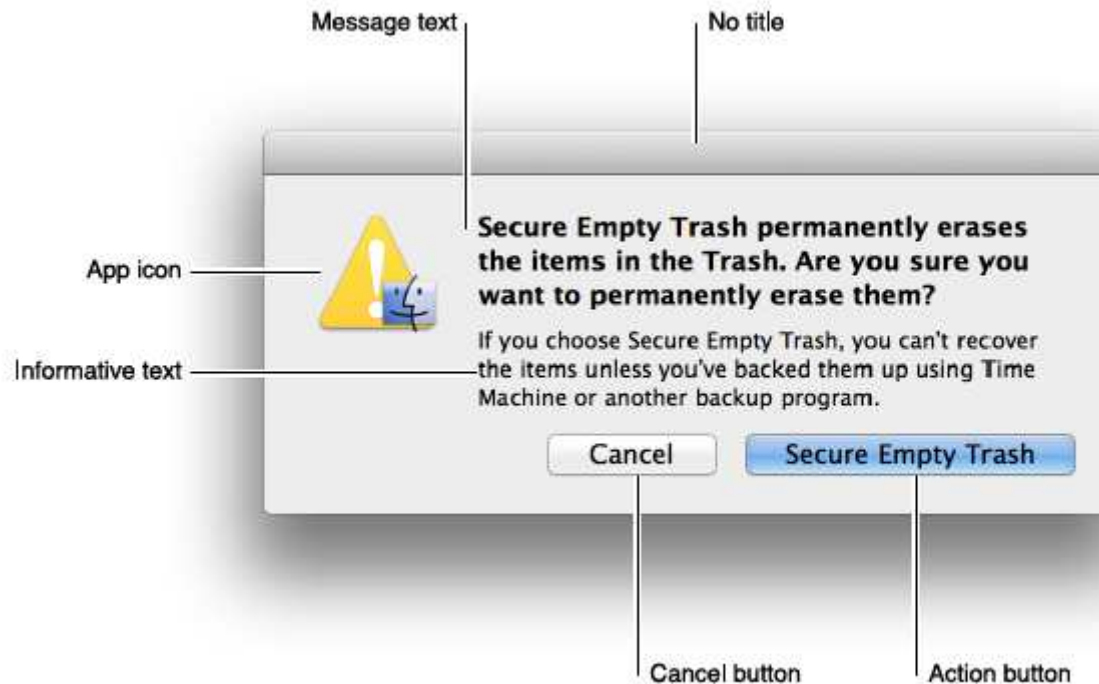 Message text
No title
App icon
Secure Empty Trash permanently erases
the items in the Trash. Are you sure you
want to permanently erase them?
Informative text
If you choose Secure Empty Trash, you can't recover
the items unless you've backed them up using Time
Machine or another backup program.
Cancel
Secure Empty Trash
Cancel button
Action button